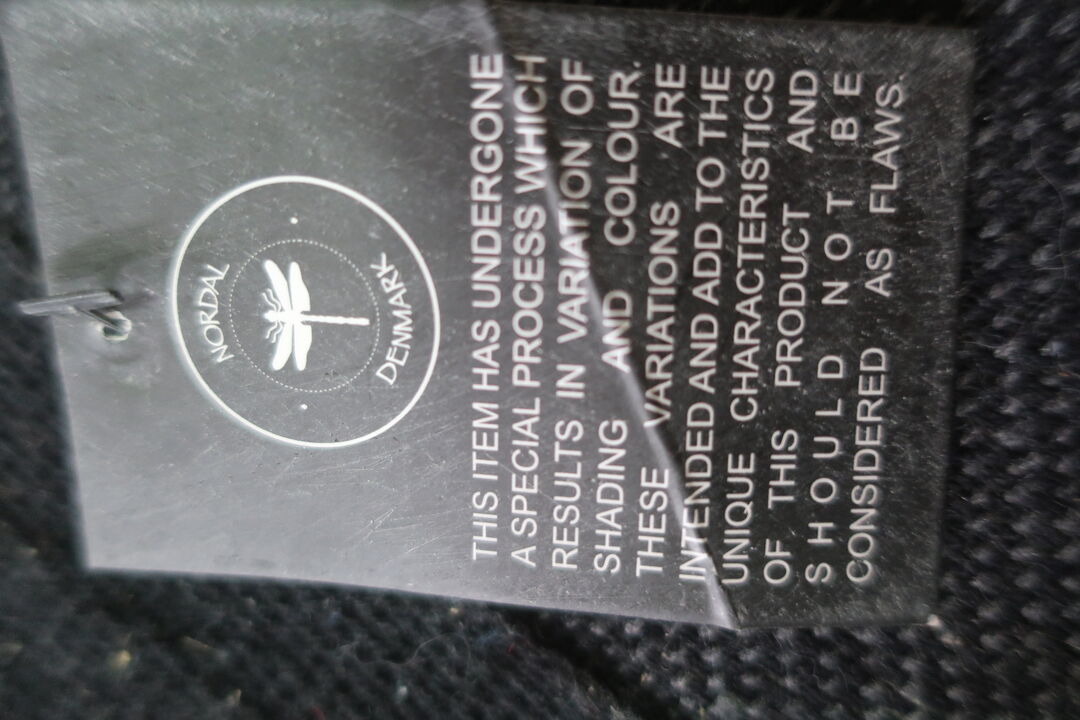 NORDAL
DENMARK
THIS ITEM HAS UNDERGONE
A SPECIAL PROCESS WHICH
RESULTS IN VARIATION OF
SHADING AND COLOUR.
THESE VARIATIONS ARE
INTENDED AND ADD TO THE
UNIQUE CHARACTERISTICS
OF THIS PRODUCT AND
SHOULD NOT BE
CONSIDERED AS FLAWS.